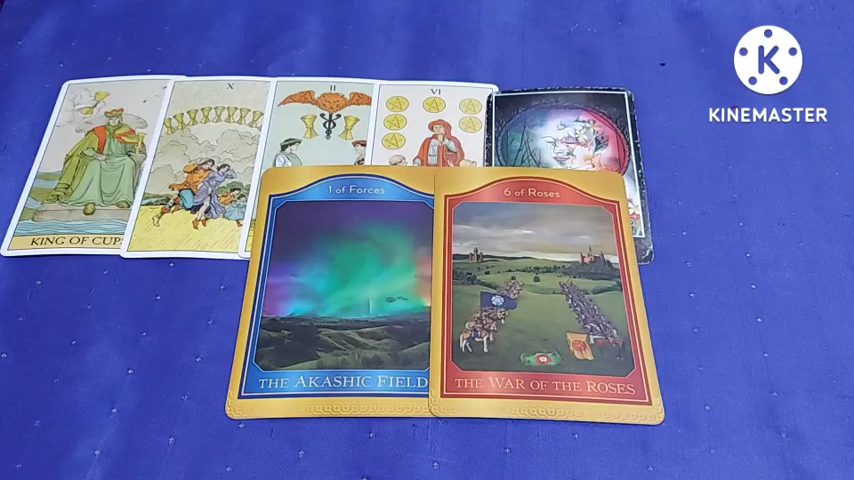 K
KINEMASTER
X
II
VI
KING OF CUPS
1 of Forces
6 of Roses
THE AKASHIC FIELD
THE WAR OF THE ROSES